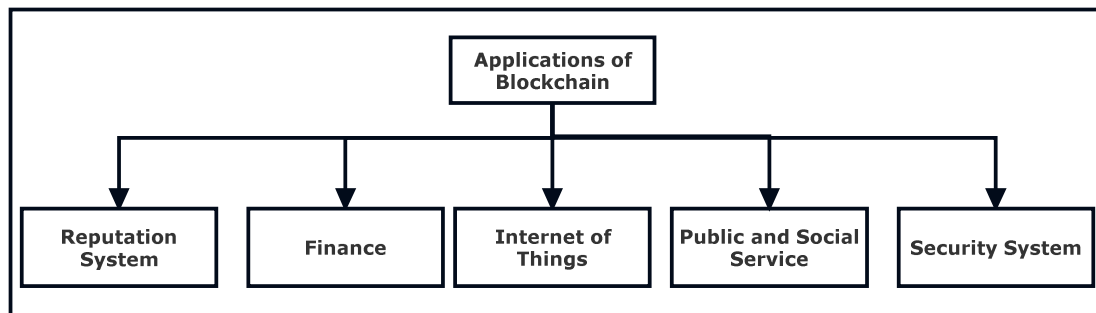 Applications of
Blockchain
Reputation
System
Finance
Internet of
Things
Public and Social
Service
Security System